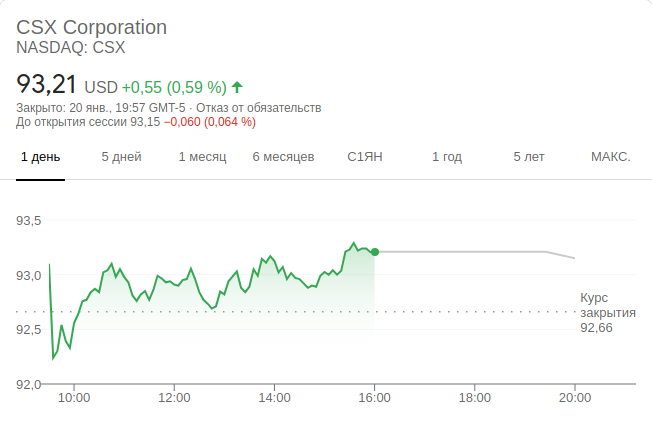 CSX Corporation
NASDAQ: CSX
93,21 USD +0,55 (0,59 %)
Закрыто: 20 янв., 19:57 GMT-5 · Отказ от обязательств
До открытия сессии 93,15 −0,060 (0,064 %)
1 день 5 дней 1 месяц 6 месяцев С1ЯН 1 год 5 лет МАКС.
93,5
93,0
Курс
закрытия
92,66
92,5
92,0
10:00 12:00 14:00 16:00 18:00 20:00